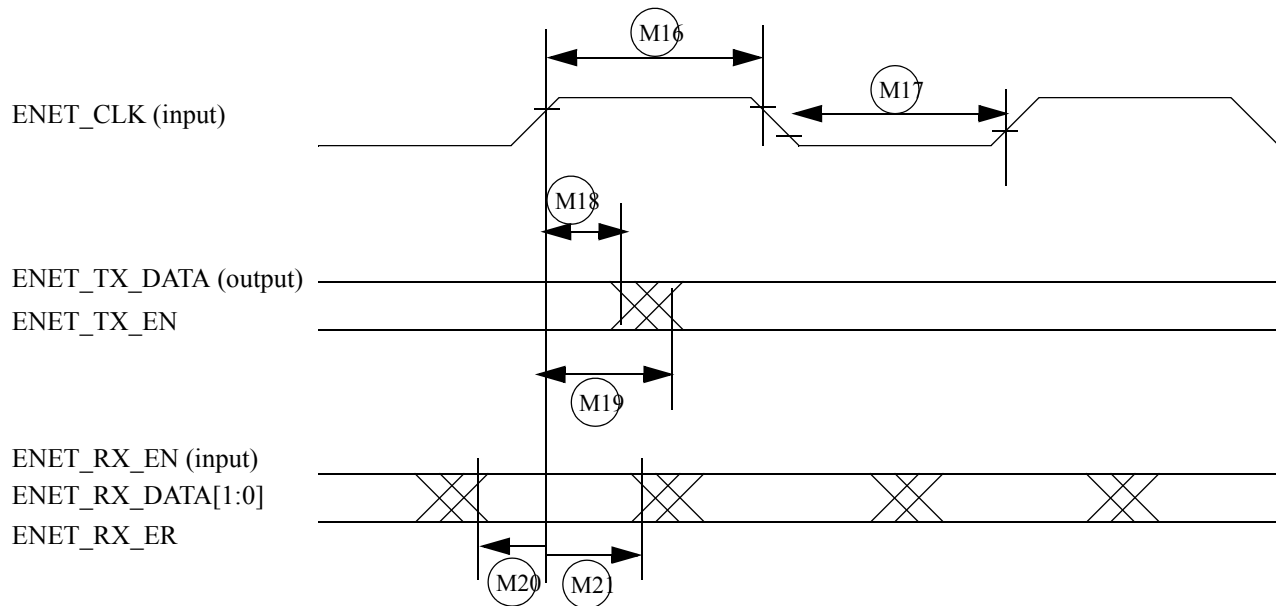 M16
M17
ENET_CLK (input)
M18
ENET_TX_DATA (output)
ENET_TX_EN
M19
ENET_RX_EN (input)
ENET_RX_DATA[1:0]
ENET_RX_ER
M20
M21